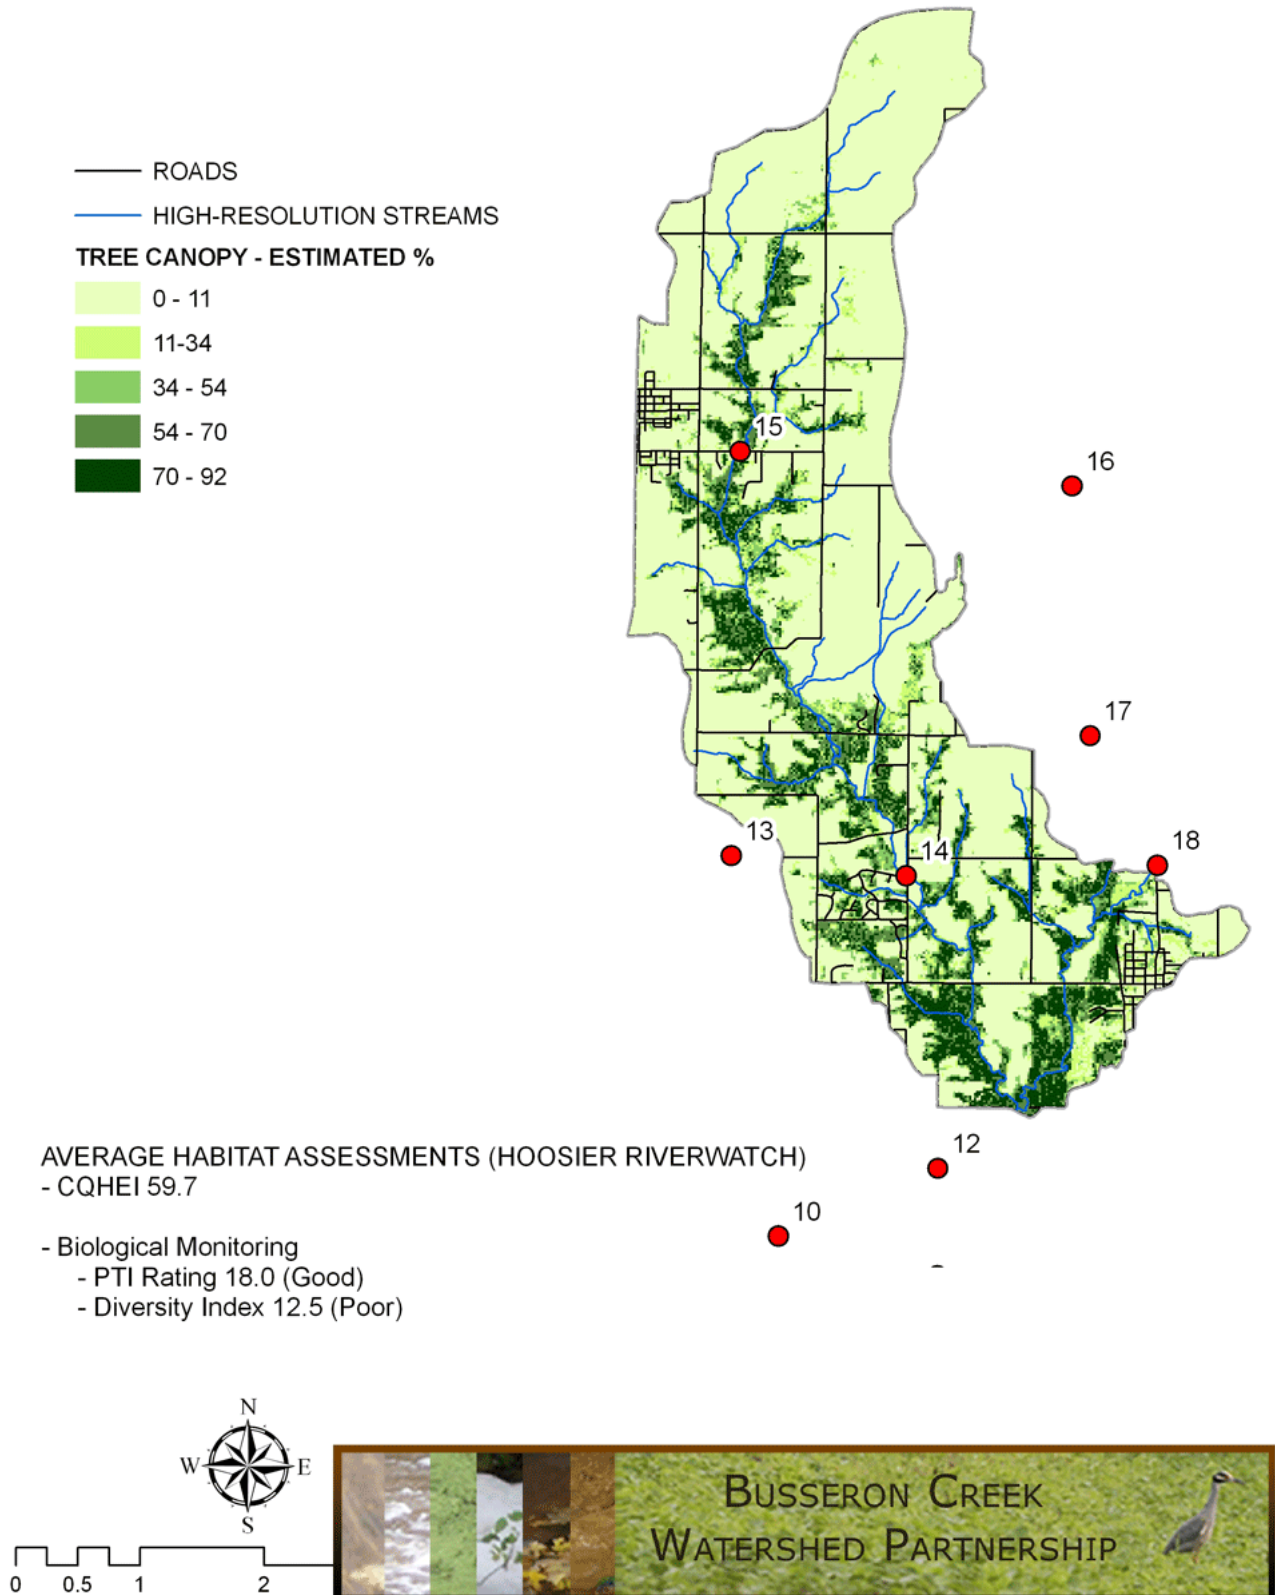 ROADS
HIGH-RESOLUTION STREAMS
TREE CANOPY - ESTIMATED %
0 - 11
11-34
34 - 54
54 - 70
70 - 92
15
16
17
13
14
18
12
10
AVERAGE HABITAT ASSESSMENTS (HOOSIER RIVERWATCH)
- CQHEI 59.7
- Biological Monitoring
- PTI Rating 18.0 (Good)
- Diversity Index 12.5 (Poor)
N
W E
S
0 0.5 1 2
BUSSERON CREEK
WATERSHED PARTNERSHIP